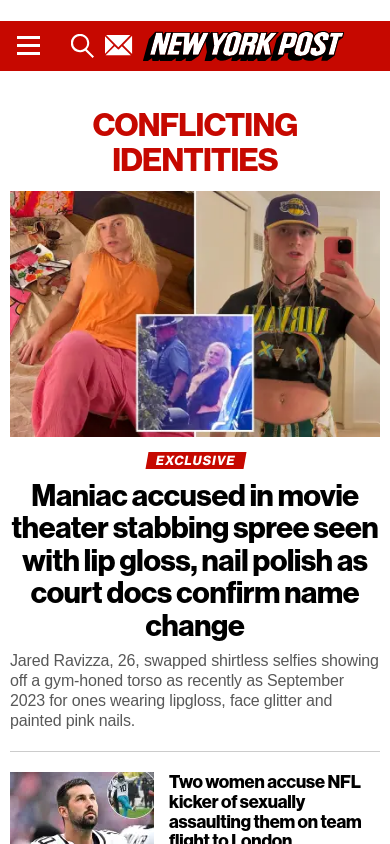 NEW YORK POST
CONFLICTING
IDENTITIES
NIRVANA
EXCLUSIVE
Maniac accused in movie
theater stabbing spree seen
with lip gloss, nail polish as
court docs confirm name
change
Jared Ravizza, 26, swapped shirtless selfies showing
off a gym-honed torso as recently as September
2023 for ones wearing lipgloss, face glitter and
painted pink nails.
Two women accuse NFL
kicker of sexually
assaulting them on team
flight to London